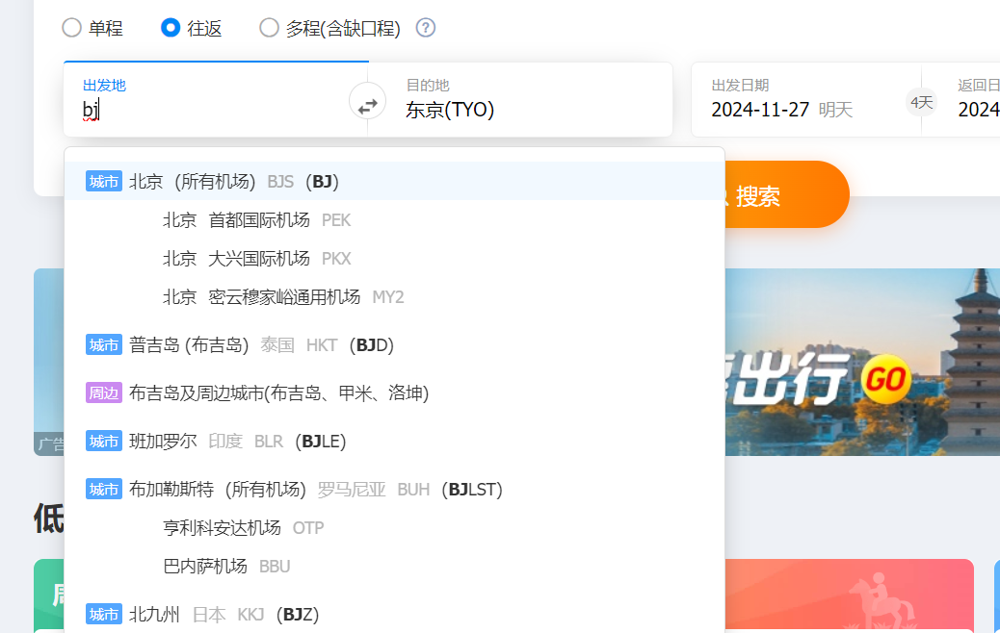 单程 往返 多程(含缺口程) ?
出发地 目的地 出发日期 返回日
bj 东京(TYO) 2024-11-27 明天 4天 2024
搜索
城市 北京 (所有机场) BJS (BJ)
北京 首都国际机场 PEK
北京 大兴国际机场 PKX
北京 密云穆家峪通用机场 MY2
城市 普吉岛 (布吉岛) 泰国 HKT (BJD)
周边 布吉岛及周边城市(布吉岛、甲米、洛坤)
出行 GO
城市 班加罗尔 印度 BLR (BJLE)
广告
城市 布加勒斯特 (所有机场) 罗马尼亚 BUH (BJLST)
低
亨利科安达机场 OTP
巴内萨机场 BBU
周
城市 北九州 日本 KKJ (BJZ)